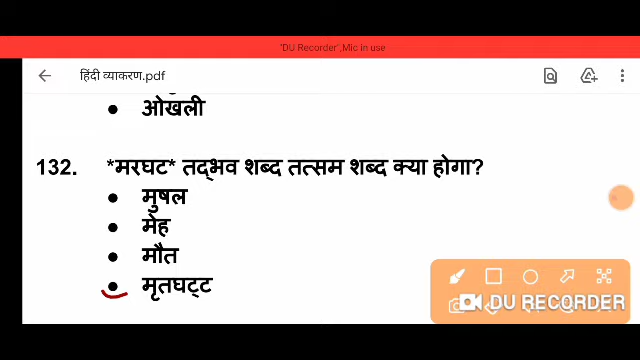 "DU Recorder",Mic in use
हिंदी व्याकरण.pdf
● ओखली
132. *मरघट* तद्भव शब्द तत्सम शब्द क्या होगा?
● मुषल
● मेह
● मौत
● मृतघट्ट
DU RECORDER